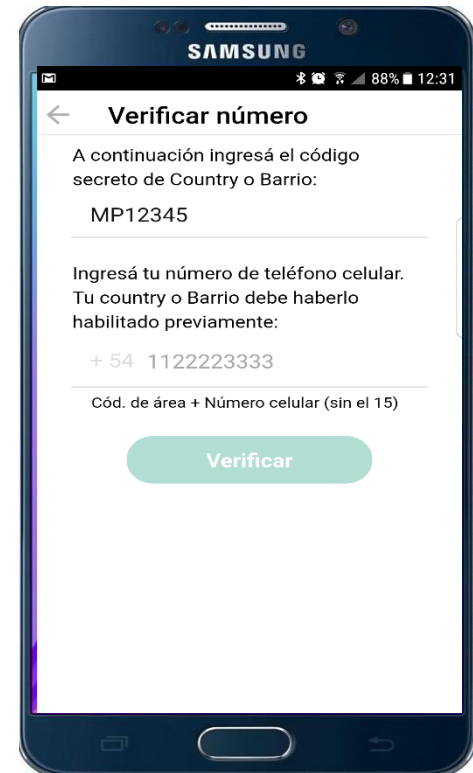 SAMSUNG
88% 12:31
Verificar número
A continuación ingresá el código
secreto de Country o Barrio:
MP12345
Ingresá tu número de teléfono celular.
Tu country o Barrio debe haberlo
habilitado previamente:
+ 54 1122223333
Cód. de área + Número celular (sin el 15)
Verificar